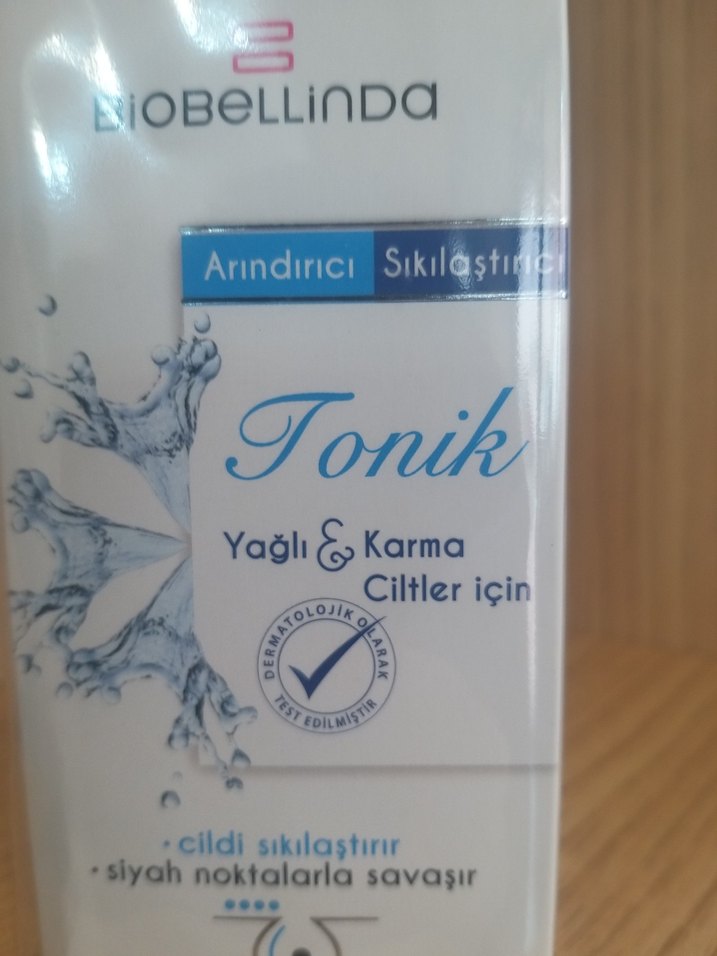 BioBeLLinDa
Arındırıcı Sıkılaştırıcı
Tonik
Yağlı & Karma
Ciltler için
DERMATOLOJİK OLARAK
TEST EDİLMİŞTİR
• cildi sıkılaştırır
• siyah noktalarla savaşır